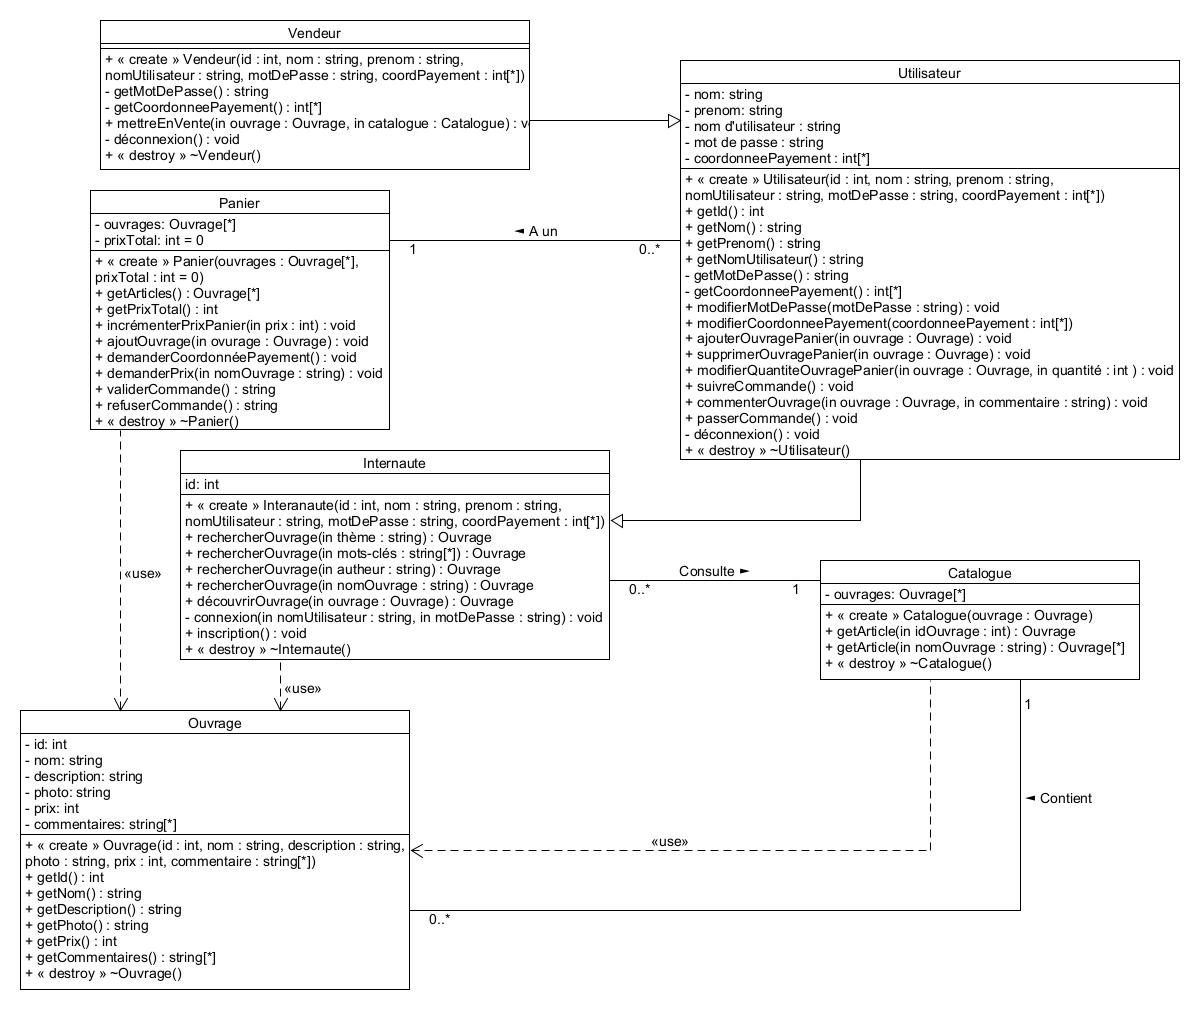 Vendeur
+ « create » Vendeur(id : int, nom : string, prenom : string,
nomUtilisateur : string, motDePasse : string, coordPayement : int[*])
- getMotDePasse() : string
- getCoordonneePayement() : int[*]
+ mettreEnVente(in ouvrage : Ouvrage, in catalogue : Catalogue) : v
- déconnexion() : void
+ « destroy » ~Vendeur()
Utilisateur
- nom: string
- prenom: string
- nom d'utilisateur : string
- mot de passe : string
- coordonneePayement : int[*]
+ « create » Utilisateur(id : int, nom : string, prenom : string,
nomUtilisateur : string, motDePasse : string, coordPayement : int[*])
+ getId() : int
+ getNom() : string
+ getPrenom() : string
+ getNomUtilisateur() : string
- getMotDePasse() : string
- getCoordonneePayement() : int[*]
+ modifierMotDePasse(motDePasse : string) : void
+ modifierCoordonneePayement(coordonneePayement : int[*])
+ ajouterOuvragePanier(in ouvrage : Ouvrage) : void
+ supprimerOuvragePanier(in ouvrage : Ouvrage) : void
+ modifierQuantiteOuvragePanier(in ouvrage : Ouvrage, in quantité : int ) : void
+ suivreCommande() : void
+ commenterOuvrage(in ouvrage : Ouvrage, in commentaire : string) : void
+ passerCommande() : void
- déconnexion() : void
+ « destroy » ~Utilisateur()
Panier
- ouvrages: Ouvrage[*]
- prixTotal: int = 0
+ « create » Panier(ouvrages : Ouvrage[*],
prixTotal : int = 0)
+ getArticles() : Ouvrage[*]
+ getPrixTotal() : int
+ incrémenterPrixPanier(in prix : int) : void
+ ajoutOuvrage(in ovurage : Ouvrage) : void
+ demanderCoordonnéePayement() : void
+ demanderPrix(in nomOuvrage : string) : void
+ validerCommande() : string
+ refuserCommande() : string
+ « destroy » ~Panier()
◄ A un
1
0..*
Internaute
id: int
+ « create » Interanaute(id : int, nom : string, prenom : string,
nomUtilisateur : string, motDePasse : string, coordPayement : int[*])
+ rechercherOuvrage(in thème : string) : Ouvrage
+ rechercherOuvrage(in mots-clés : string[*]) : Ouvrage
+ rechercherOuvrage(in autheur : string) : Ouvrage
+ rechercherOuvrage(in nomOuvrage : string) : Ouvrage
+ découvrirOuvrage(in ouvrage : Ouvrage) : Ouvrage
- connexion(in nomUtilisateur : string, in motDePasse : string) : void
+ inscription() : void
+ « destroy » ~Internaute()
«use»
Consulte ►
0..*
1
Catalogue
- ouvrages: Ouvrage[*]
+ « create » Catalogue(ouvrage : Ouvrage)
+ getArticle(in idOuvrage : int) : Ouvrage
+ getArticle(in nomOuvrage : string) : Ouvrage[*]
+ « destroy » ~Catalogue()
«use»
1
Ouvrage
- id: int
- nom: string
- description: string
- photo: string
- prix: int
- commentaires: string[*]
+ « create » Ouvrage(id : int, nom : string, description : string,
photo : string, prix : int, commentaire : string[*])
+ getId() : int
+ getNom() : string
+ getDescription() : string
+ getPhoto() : string
+ getPrix() : int
+ getCommentaires() : string[*]
+ « destroy » ~Ouvrage()
◄ Contient
«use»
0..*